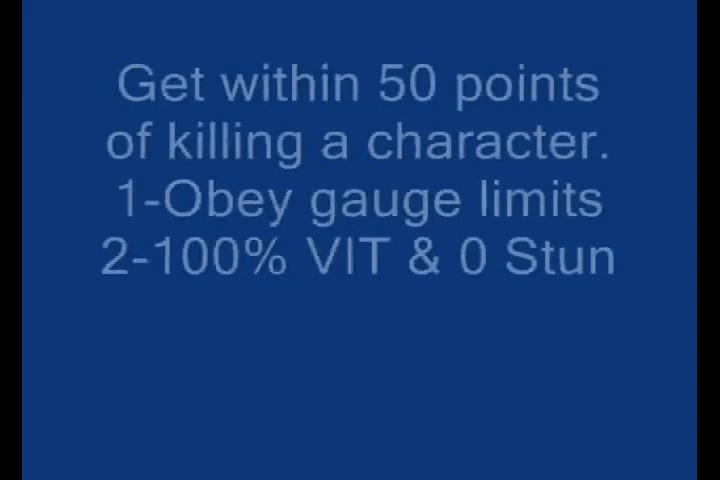 Get within 50 points
of killing a character.
1-Obey gauge limits
2-100% VIT & 0 Stun